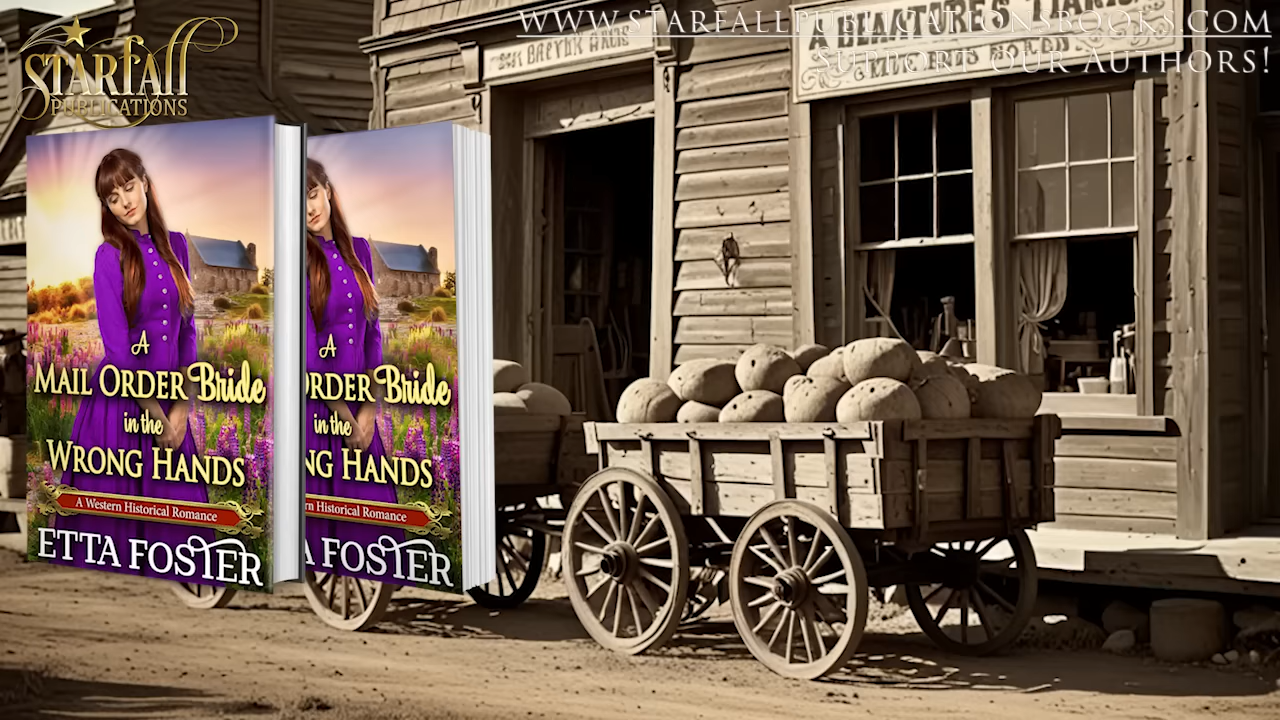 WWW.STARFALLPUBLICATIONSBOOKS.COM
SUPPORT OUR AUTHORS!
STARfall
PUBLICATIONS
A
MAIL ORDER Bride
in the
WRONG HANDS
A Western Historical Romance
ETTA FOSTER
ORDER Bride
in the
NG HANDS
rn Historical Romance
A FOSTER